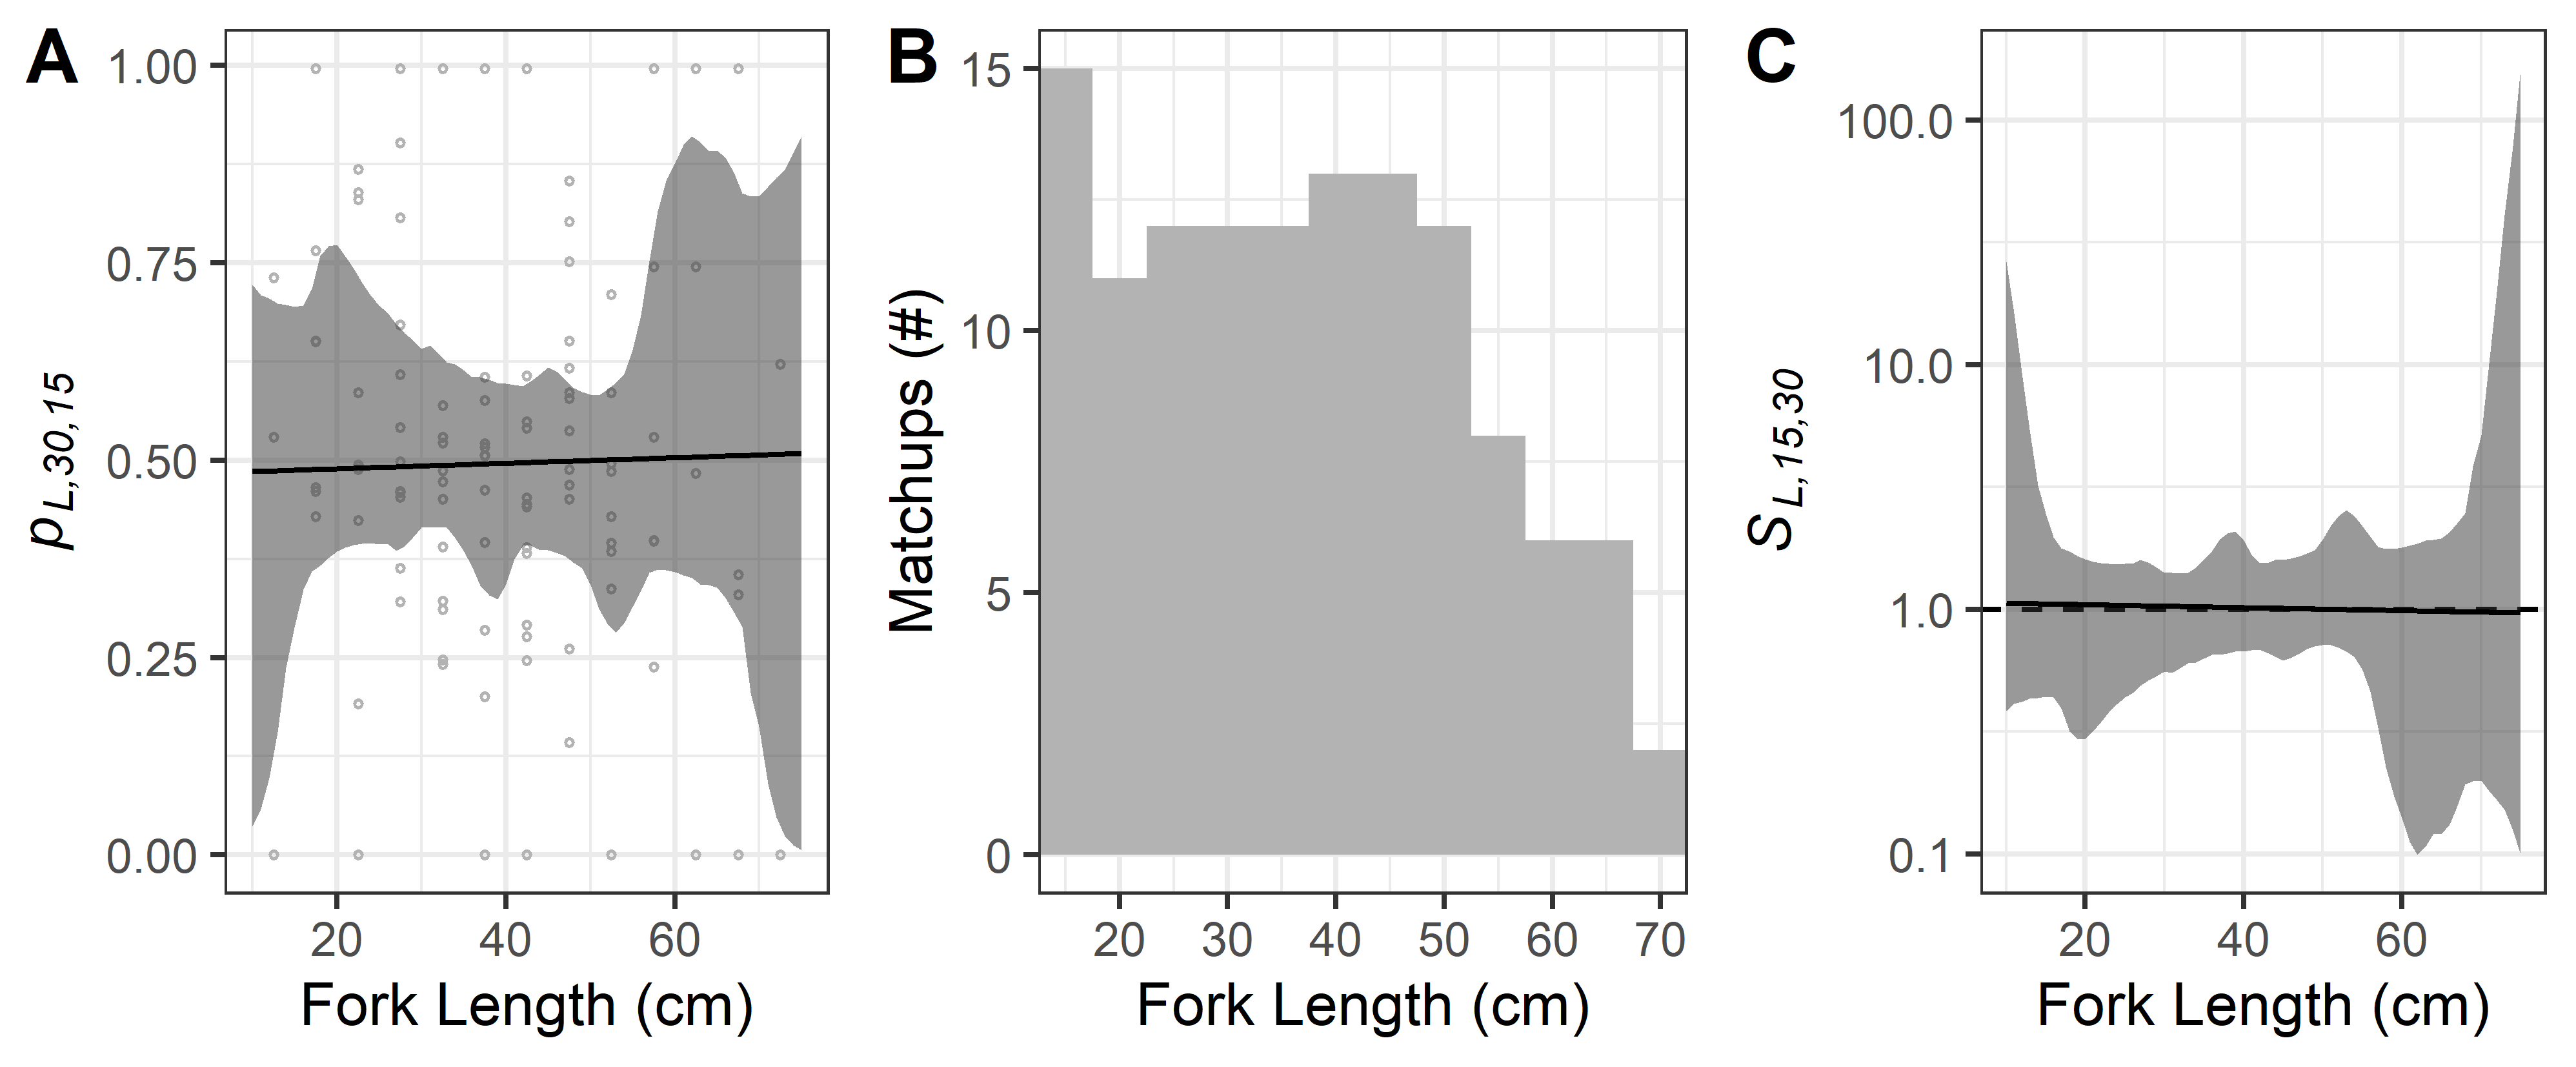 A
1.00
0.75
0.50
0.25
0.00
p L,30,15
20 40 60
Fork Length (cm)
B
15
10
5
0
Matchups (#)
20 30 40 50 60 70
Fork Length (cm)
C
100.0
10.0
1.0
0.1
S L,15,30
20 40 60
Fork Length (cm)